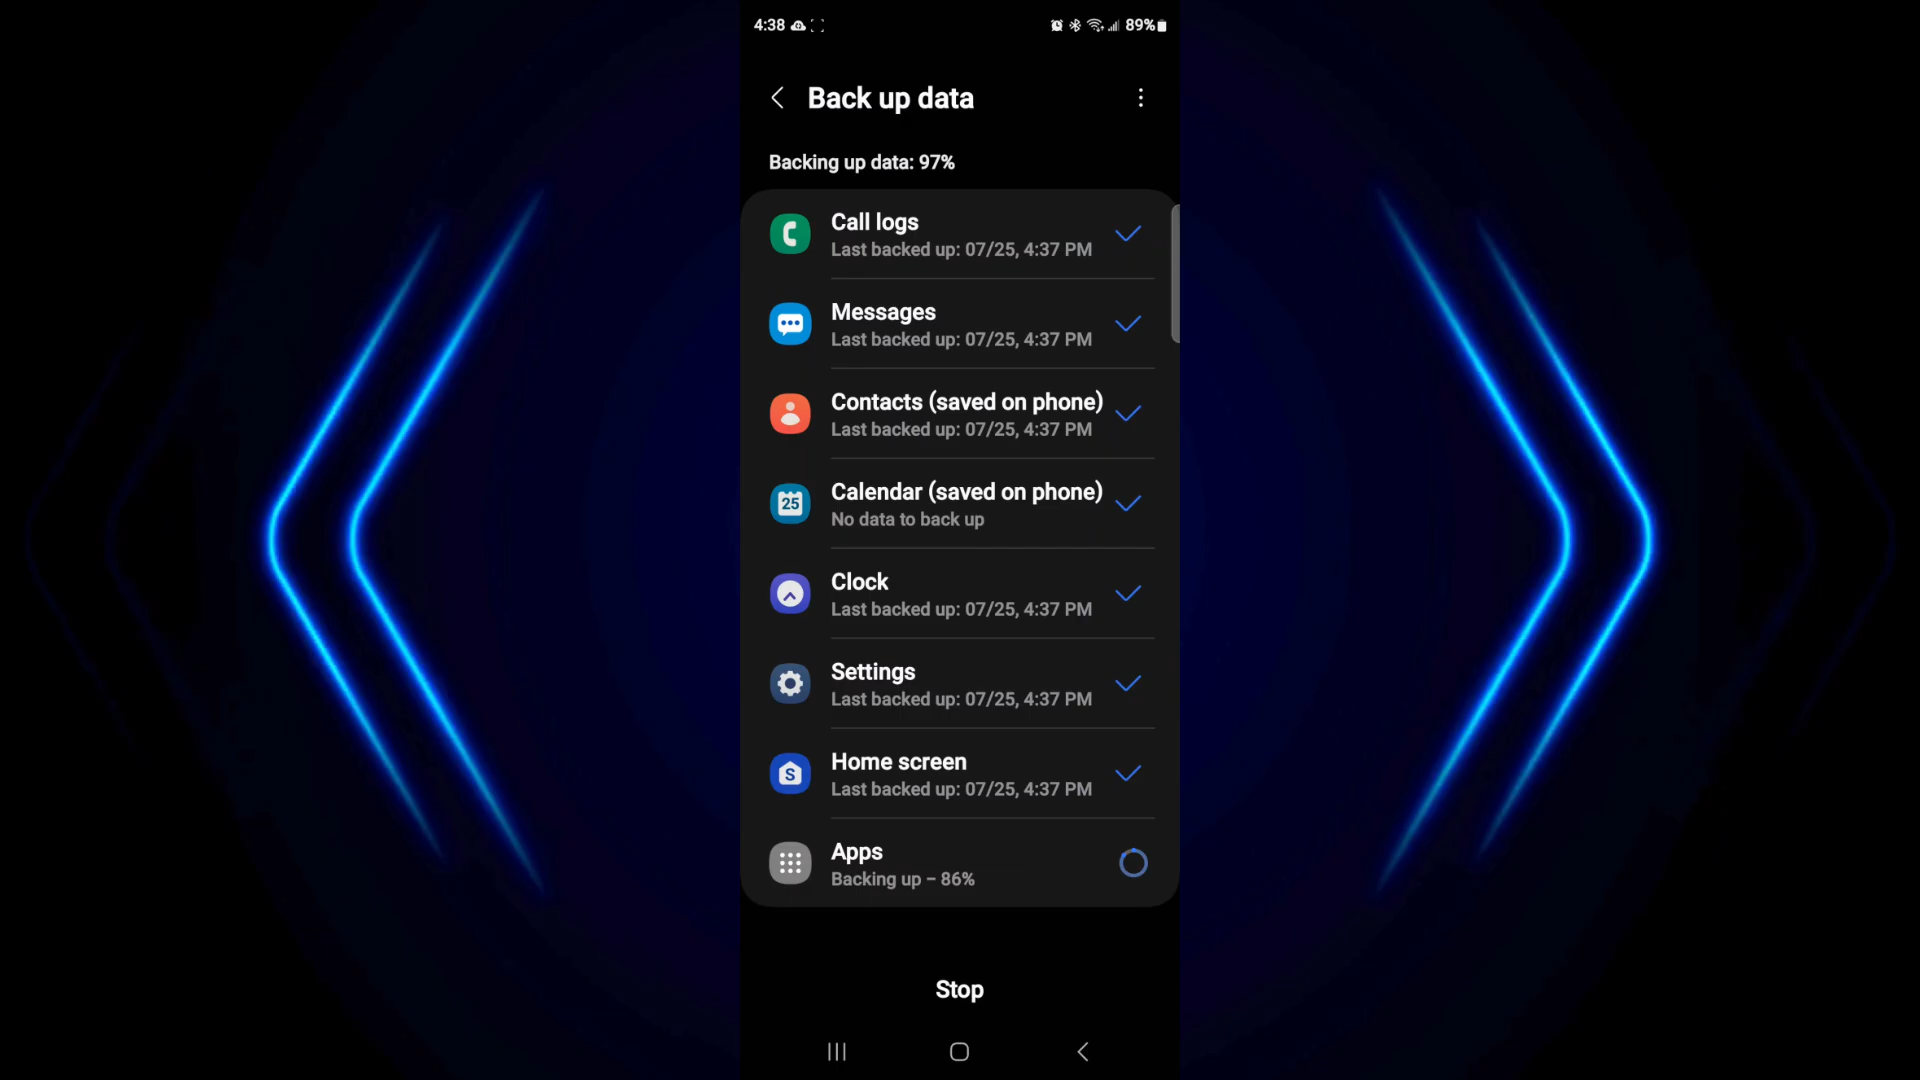 4:38
89%
Back up data
Backing up data: 97%
Call logs
Last backed up: 07/25, 4:37 PM
Messages
Last backed up: 07/25, 4:37 PM
Contacts (saved on phone)
Last backed up: 07/25, 4:37 PM
25
Calendar (saved on phone)
No data to back up
Clock
Last backed up: 07/25, 4:37 PM
Settings
Last backed up: 07/25, 4:37 PM
S
Home screen
Last backed up: 07/25, 4:37 PM
Apps
Backing up – 86%
Stop